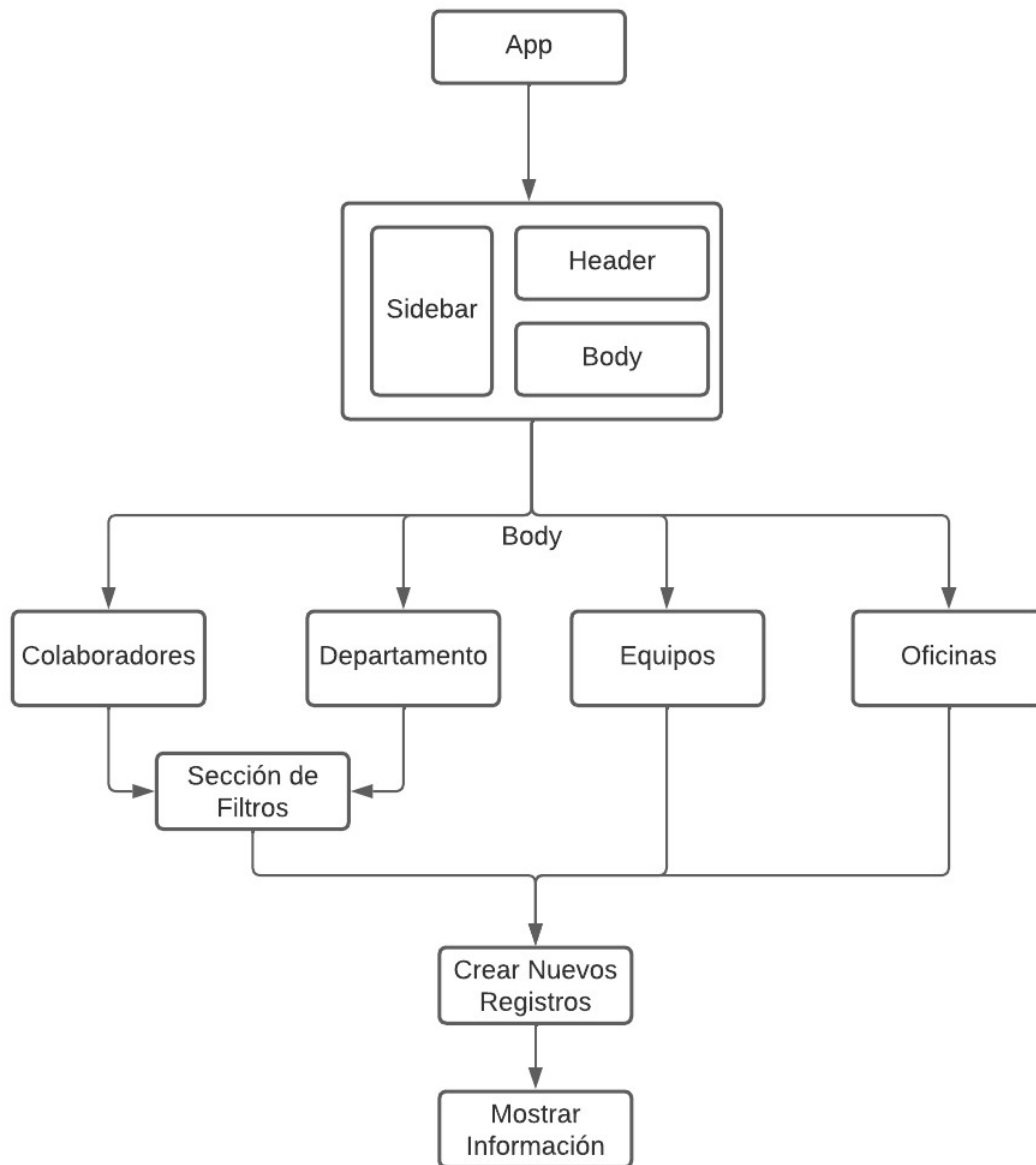 App
Sidebar
Header
Body
Body
Colaboradores
Departamento
Equipos
Oficinas
Sección de
Filtros
Crear Nuevos
Registros
Mostrar
Información